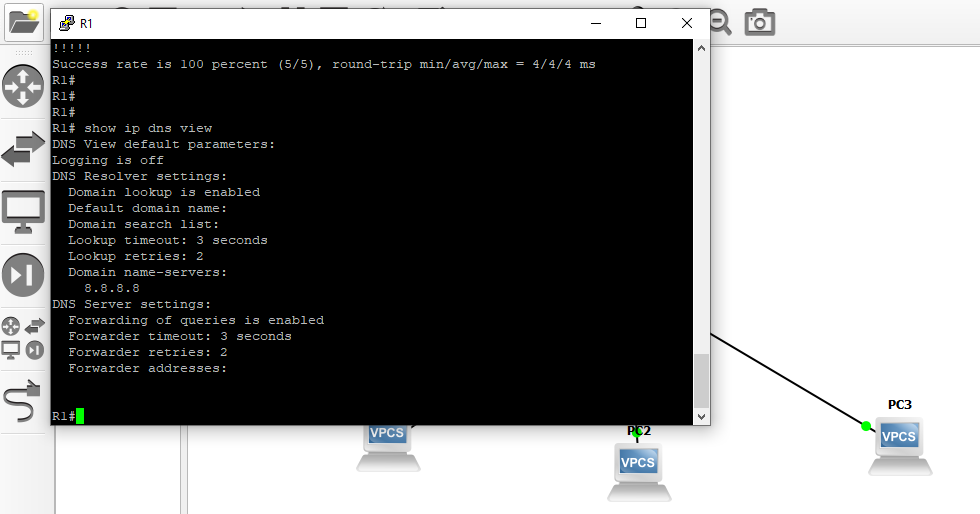 R1
!!!!!
Success rate is 100 percent (5/5), round-trip min/avg/max = 4/4/4 ms
R1#
R1#
R1#
R1# show ip dns view
DNS View default parameters:
Logging is off
DNS Resolver settings:
  Domain lookup is enabled
  Default domain name:
  Domain search list:
  Lookup timeout: 3 seconds
  Lookup retries: 2
  Domain name-servers:
    8.8.8.8
DNS Server settings:
  Forwarding of queries is enabled
  Forwarder timeout: 3 seconds
  Forwarder retries: 2
  Forwarder addresses:
R1#
PC3
VPCS
PC2
VPCS
VPCS